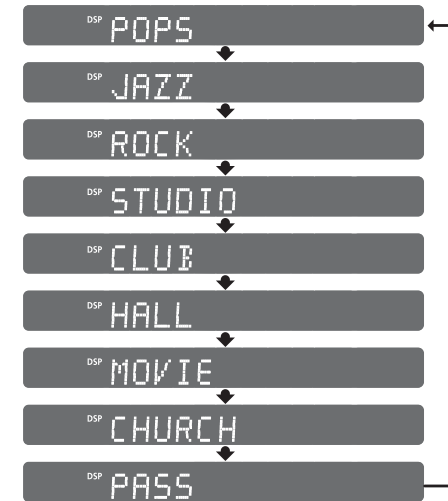 DSP POPS
DSP JAZZ
DSP ROCK
DSP STUDIO
DSP CLUB
DSP HALL
DSP MOVIE
DSP CHURCH
DSP PASS